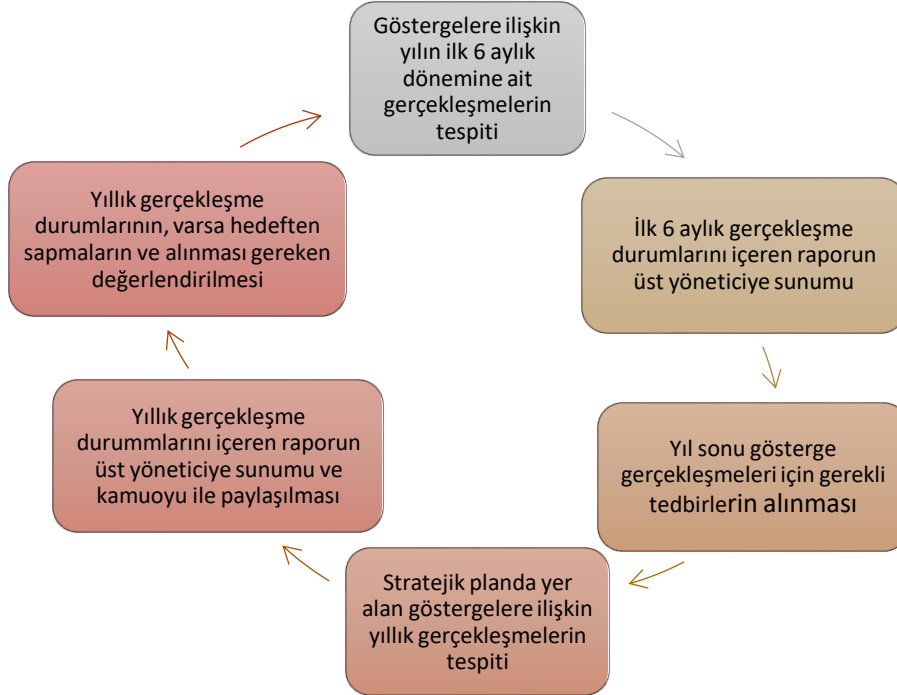 Göstergelere ilişkin
yılın ilk 6 aylık
dönemine ait
gerçekleşmelerin
tespiti
İlk 6 aylık gerçekleşme
durumlarını içeren raporun
üst yöneticiye sunumu
Yıl sonu gösterge
gerçekleşmeleri için gerekli
tedbirlerin alınması
Stratejik planda yer
alan göstergelere ilişkin
yıllık gerçekleşmelerin
tespiti
Yıllık gerçekleşme
durummlarını içeren raporun
üst yöneticiye sunumu ve
kamuoyu ile paylaşılması
Yıllık gerçekleşme
durumlarının, varsa hedeften
sapmaların ve alınması gereken
değerlendirilmesi